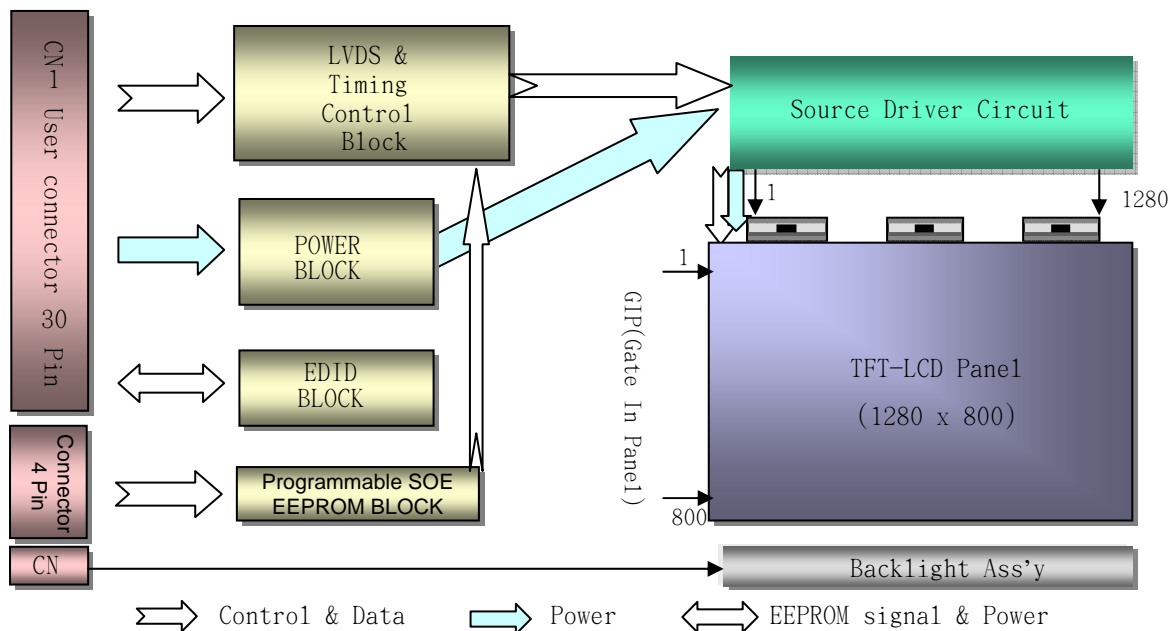 CN-1 User connector 30 Pin
LVDS &
Timing
Control
Block
Source Driver Circuit
1
1280
POWER
BLOCK
1
GIP(Gate In Panel)
800
EDID
BLOCK
TFT-LCD Panel
(1280 x 800)
Connector
4 Pin
Programmable SOE
EEPROM BLOCK
CN
Backlight Ass'y
Control & Data
Power
EEPROM signal & Power